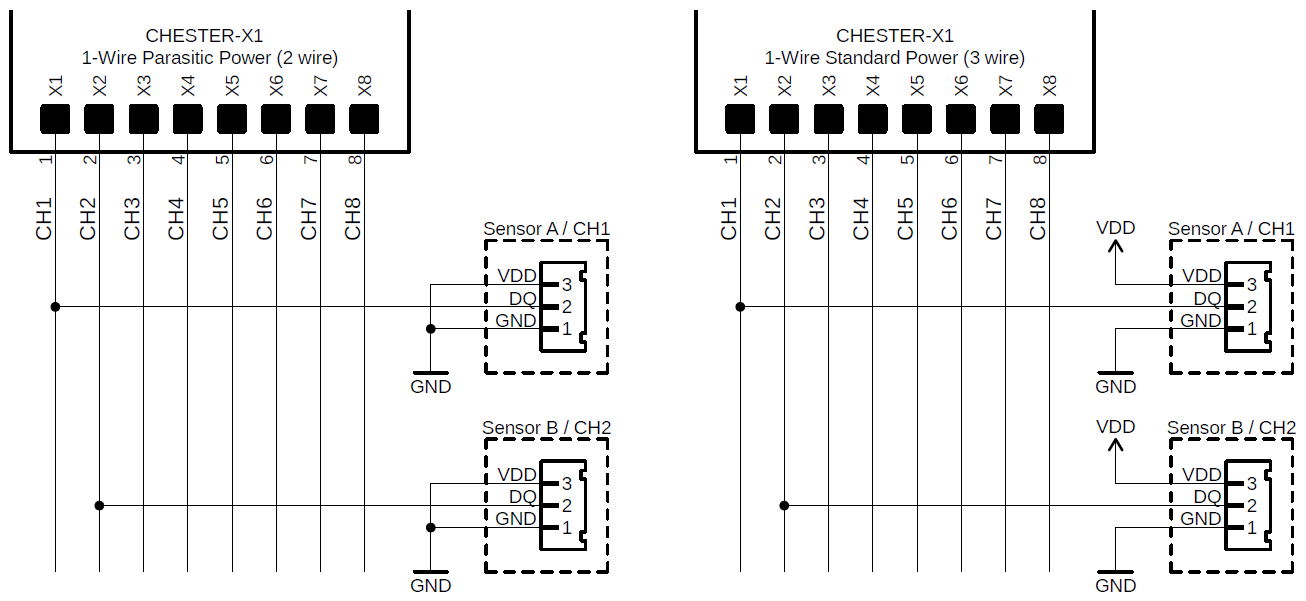 CHESTER-X1
1-Wire Parasitic Power (2 wire)
X1 X2 X3 X4 X5 X6 X7 X8
1 2 3 4 5 6 7 8
CH1 CH2 CH3 CH4 CH5 CH6 CH7 CH8
Sensor A / CH1
VDD 3
DQ 2
GND 1
GND
Sensor B / CH2
VDD 3
DQ 2
GND 1
GND
CHESTER-X1
1-Wire Standard Power (3 wire)
X1 X2 X3 X4 X5 X6 X7 X8
1 2 3 4 5 6 7 8
CH1 CH2 CH3 CH4 CH5 CH6 CH7 CH8
VDD
Sensor A / CH1
VDD 3
DQ 2
GND 1
GND
VDD
Sensor B / CH2
VDD 3
DQ 2
GND 1
GND